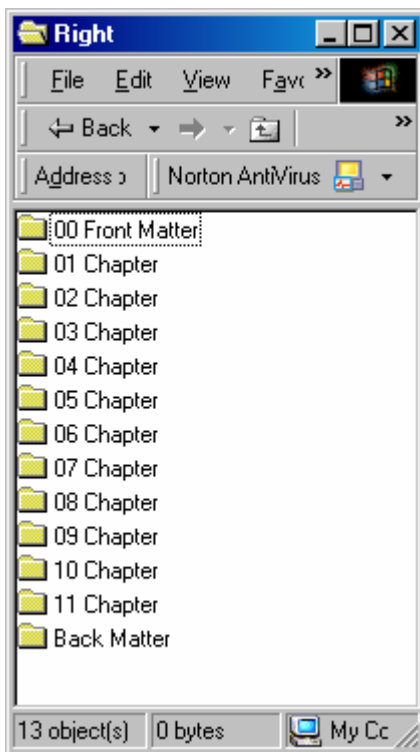 Right
File Edit View Favc »
Back »
Address Norton AntiVirus
00 Front Matter
01 Chapter
02 Chapter
03 Chapter
04 Chapter
05 Chapter
06 Chapter
07 Chapter
08 Chapter
09 Chapter
10 Chapter
11 Chapter
Back Matter
13 object(s) 0 bytes My Cc